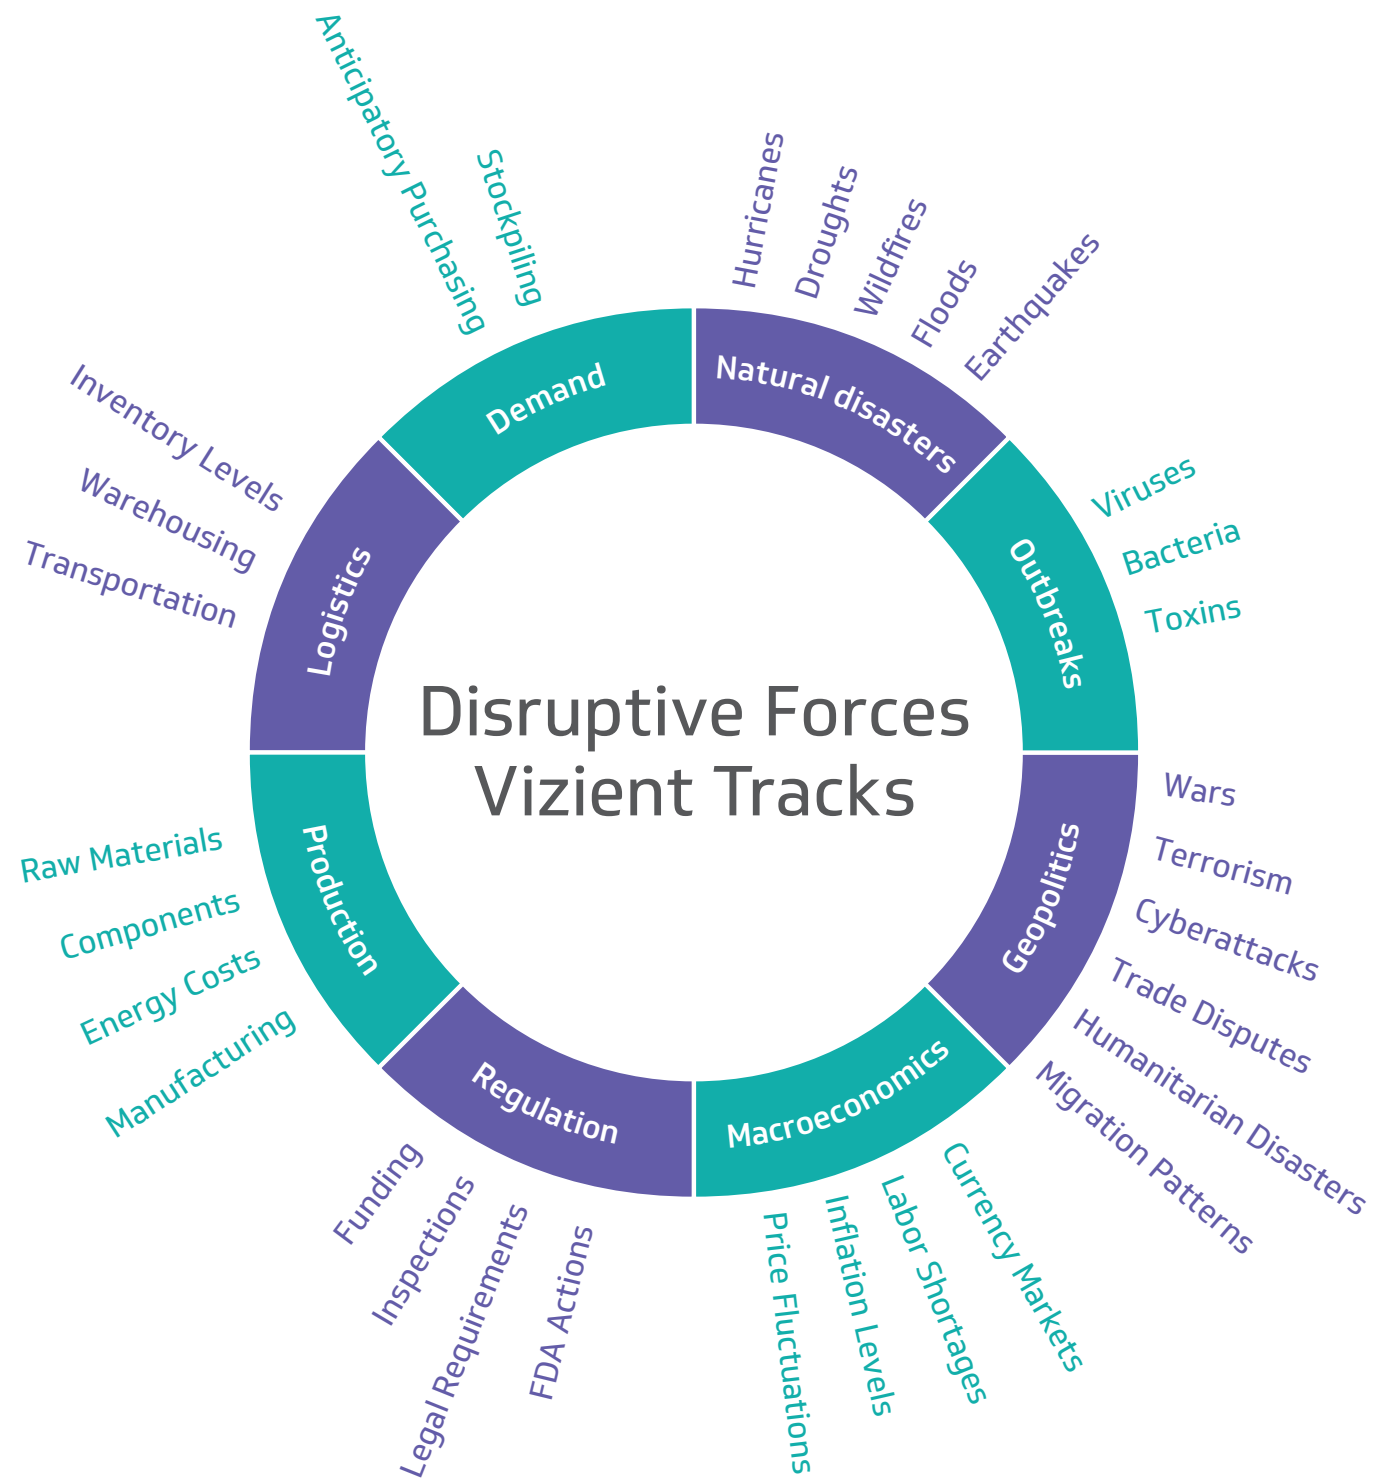 Disruptive Forces
Vizient Tracks
Natural disasters
Hurricanes
Droughts
Wildfires
Floods
Earthquakes
Outbreaks
Viruses
Bacteria
Toxins
Geopolitics
Wars
Terrorism
Cyberattacks
Trade Disputes
Humanitarian Disasters
Migration Patterns
Macroeconomics
Currency Markets
Labor Shortages
Inflation Levels
Price Fluctuations
Regulation
FDA Actions
Legal Requirements
Inspections
Funding
Production
Manufacturing
Energy Costs
Components
Raw Materials
Logistics
Transportation
Warehousing
Inventory Levels
Demand
Anticipatory Purchasing
Stockpiling